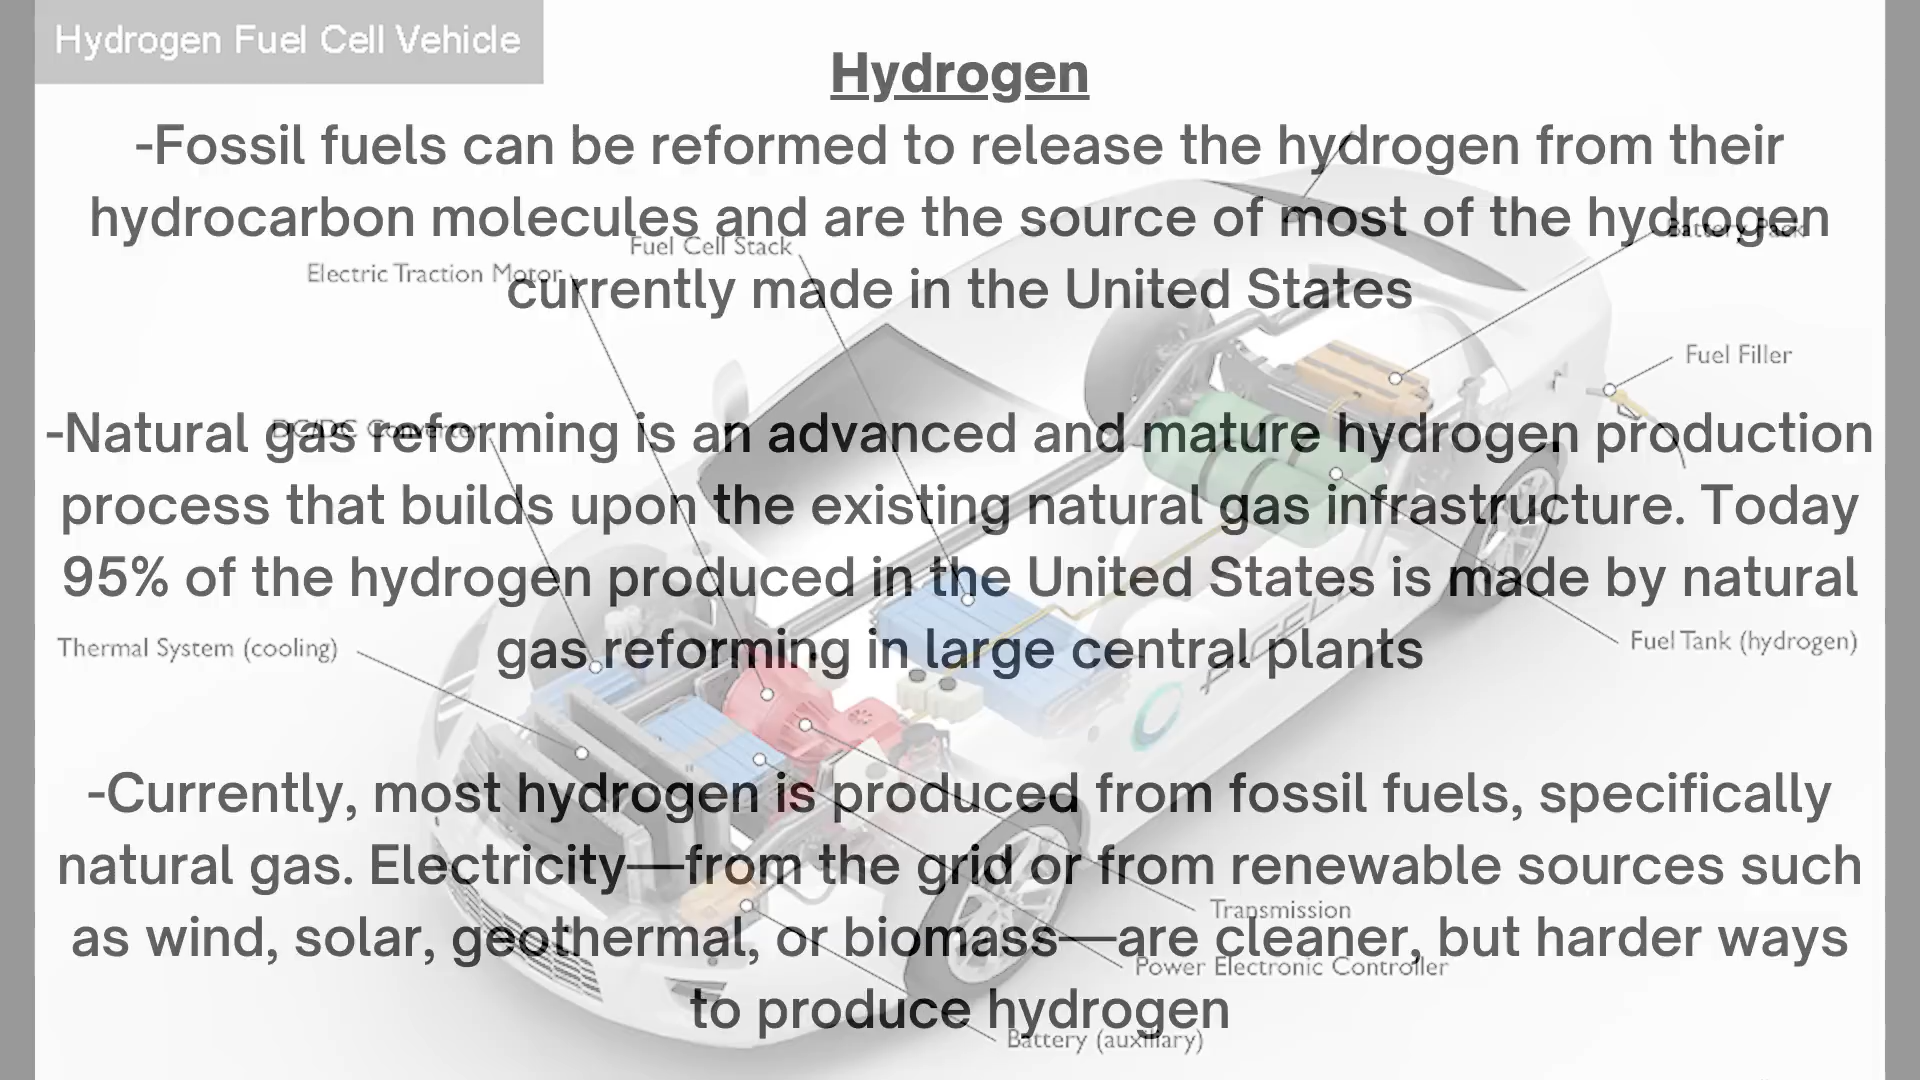 Hydrogen Fuel Cell Vehicle
Hydrogen
-Fossil fuels can be reformed to release the hydrogen from their
hydrocarbon molecules and are the source of most of the hydrogen
currently made in the United States
Fuel Cell Stack
Battery Pack
Electric Traction Motor
Fuel Filler
DC/DC Converter
-Natural gas reforming is an advanced and mature hydrogen production
process that builds upon the existing natural gas infrastructure. Today
95% of the hydrogen produced in the United States is made by natural
gas reforming in large central plants
Thermal System (cooling)
Fuel Tank (hydrogen)
-Currently, most hydrogen is produced from fossil fuels, specifically
natural gas. Electricity—from the grid or from renewable sources such
as wind, solar, geothermal, or biomass—are cleaner, but harder ways
to produce hydrogen
Transmission
Power Electronic Controller
Battery (auxiliary)